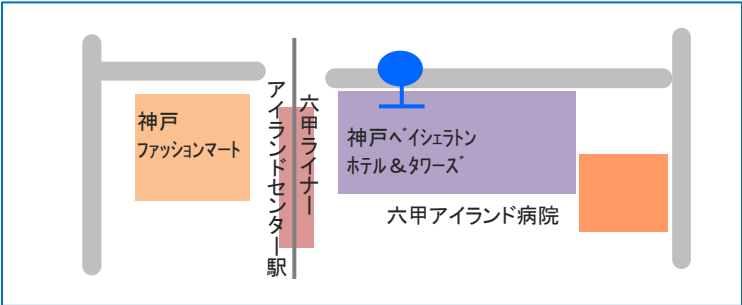 神戸
ﾌｧｯｼｮﾝﾏｰﾄ
アイランドセンター駅
六甲ライナー
神戸ﾍﾞｲｼｪﾗﾄﾝ
ﾎﾃﾙ＆ﾀﾜｰｽﾞ
六甲アイランド病院